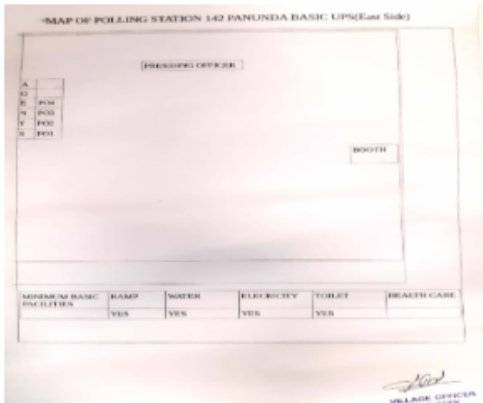 *MAP OF POLLING STATION 142 PANUNDA BASIC UPS(East Side)
PRESIDING OFFICER
A
G
E PO4
N PO3
T PO2
S PO1
BOOTH
MINIMUM BASIC FACILITIES RAMP WATER ELECRICITY TOILET HEALTH CARE
YES YES YES YES
VILLAGE OFFICER